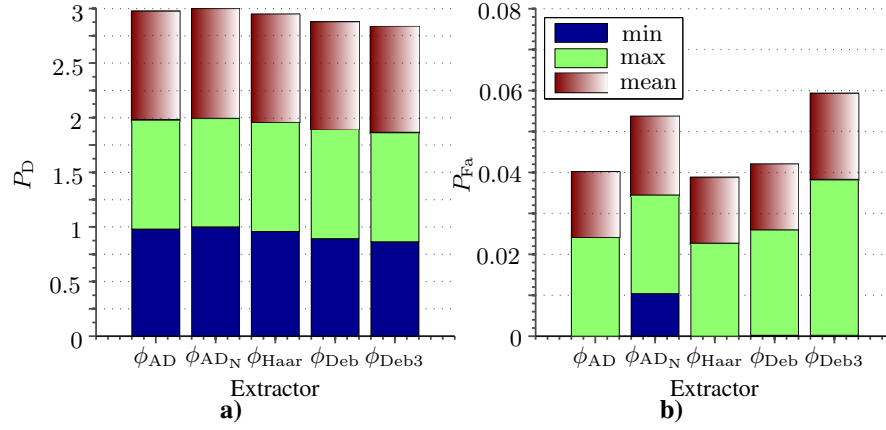 3
2.5
2
1.5
1
0.5
0
P_D
ϕ_AD ϕ_AD_N ϕ_Haar ϕ_Deb ϕ_Deb3
Extractor
a)
0.08
0.06
0.04
0.02
0
P_Fa
min
max
mean
ϕ_AD ϕ_AD_N ϕ_Haar ϕ_Deb ϕ_Deb3
Extractor
b)